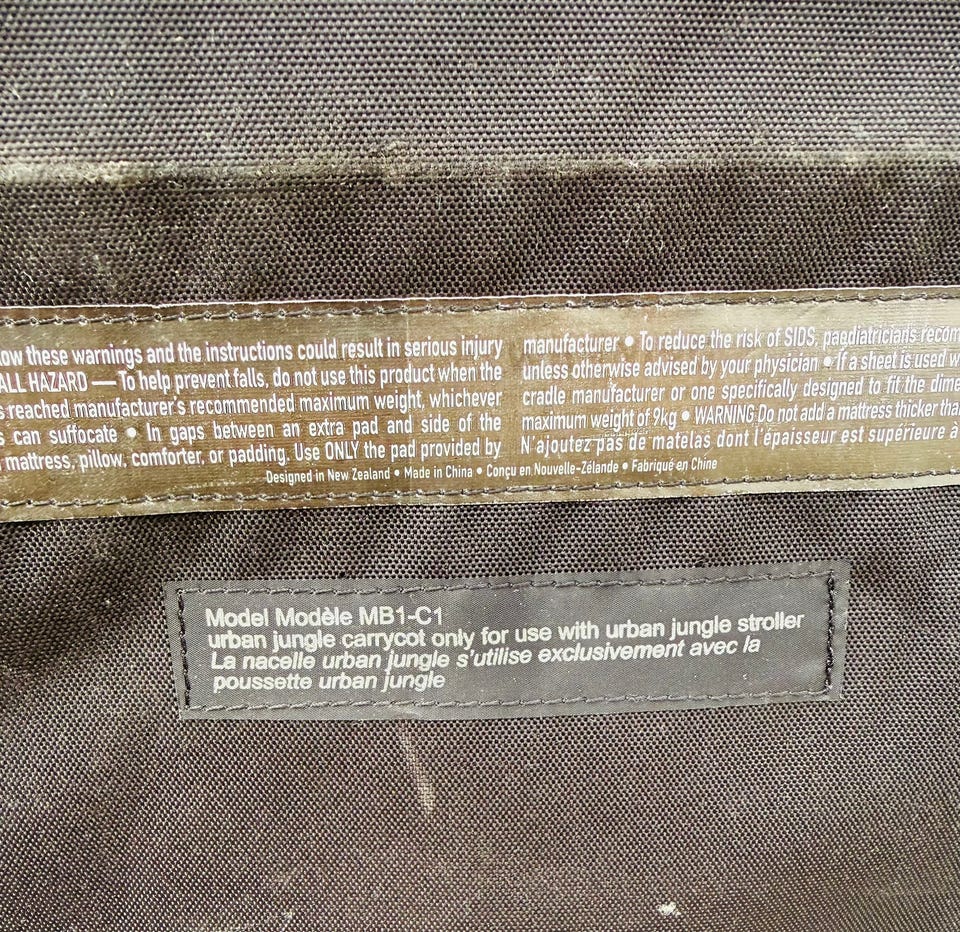 low these warnings and the instructions could result in serious injury
ALL HAZARD — To help prevent falls, do not use this product when the
s reached manufacturer's recommended maximum weight, whichever
s can suffocate • In gaps between an extra pad and side of the
mattress, pillow, comforter, or padding. Use ONLY the pad provided by
manufacturer • To reduce the risk of SIDS, paediatricians recom
unless otherwise advised by your physician • If a sheet is used w
cradle manufacturer or one specifically designed to fit the dime
maximum weight of 9kg • WARNING Do not add a mattress thicker tha
N'ajoutez pas de matelas dont l'épaisseur est supérieure à
Designed in New Zealand • Made in China • Conçu en Nouvelle-Zélande • Fabriqué en Chine
Model Modèle MB1-C1
urban jungle carrycot only for use with urban jungle stroller
La nacelle urban jungle s'utilise exclusivement avec la
poussette urban jungle